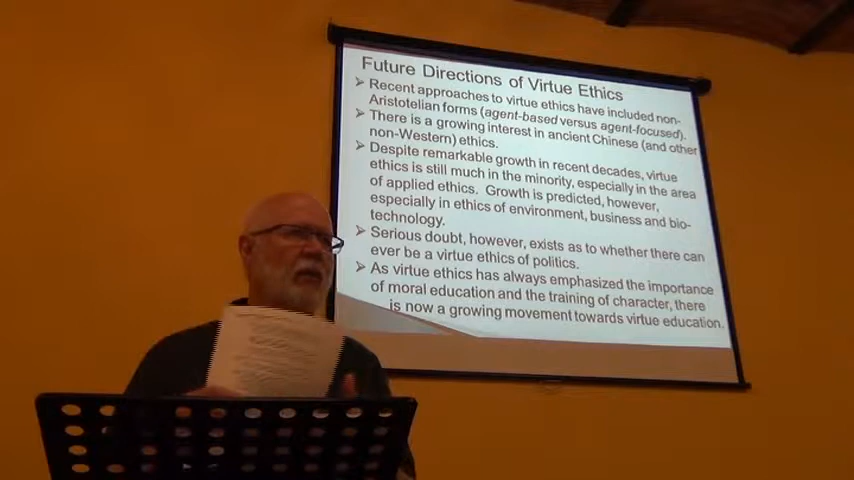 Future Directions of Virtue Ethics
➢ Recent approaches to virtue ethics have included non-
Aristotelian forms (agent-based versus agent-focused).
➢ There is a growing interest in ancient Chinese (and other
non-Western) ethics.
➢ Despite remarkable growth in recent decades, virtue
ethics is still much in the minority, especially in the area
of applied ethics. Growth is predicted, however,
especially in ethics of environment, business and bio-
technology.
➢ Serious doubt, however, exists as to whether there can
ever be a virtue ethics of politics.
➢ As virtue ethics has always emphasized the importance
of moral education and the training of character, there
is now a growing movement towards virtue education.